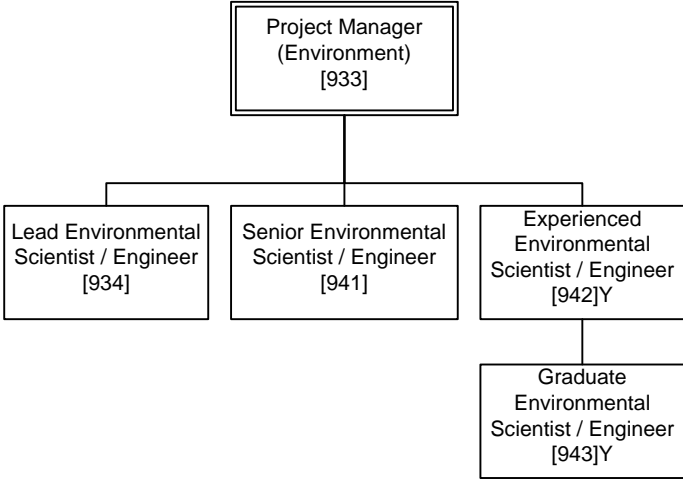 Project Manager
(Environment)
[933]
Lead Environmental
Scientist / Engineer
[934]
Senior Environmental
Scientist / Engineer
[941]
Experienced
Environmental
Scientist / Engineer
[942]Y
Graduate
Environmental
Scientist / Engineer
[943]Y